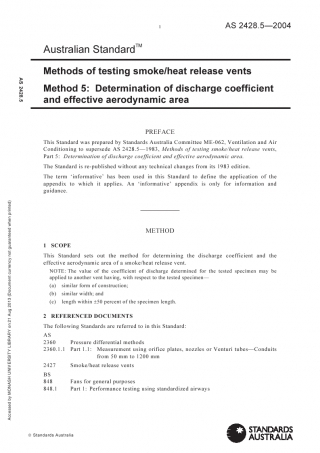 1
AS 2428.5—2004
Australian Standard™
Methods of testing smoke/heat release vents
Method 5: Determination of discharge coefficient
and effective aerodynamic area
PREFACE
This Standard was prepared by Standards Australia Committee ME-062, Ventilation and Air
Conditioning to supersede AS 2428.5—1983, Methods of testing smoke/heat release vents,
Part 5: Determination of discharge coefficient and effective aerodynamic area.
The Standard is re-published without any technical changes from its 1983 edition.
The term 'informative' has been used in this Standard to define the application of the
appendix to which it applies. An 'informative' appendix is only for information and
guidance.
METHOD
1 SCOPE
This Standard sets out the method for determining the discharge coefficient and the
effective aerodynamic area of a smoke/heat release vent.
NOTE: The value of the coefficient of discharge determined for the tested specimen may be
applied to another vent having, with respect to the tested specimen—
(a) similar form of construction;
(b) similar width; and
(c) length within ±50 percent of the specimen length.
2 REFERENCED DOCUMENTS
The following Standards are referred to in this Standard:
AS
2360 Pressure differential methods
2360.1.1 Part 1.1: Measurement using orifice plates, nozzles or Venturi tubes—Conduits
from 50 mm to 1200 mm
2427 Smoke/heat release vents
BS
848 Fans for general purposes
848.1 Part 1: Performance testing using standardized airways
AS 2428.5
Accessed by MONASH UNIVERSITY LIBRARY on 21 Aug 2013 (Document currency not guaranteed when printed)
© Standards Australia
STANDARDS
AUSTRALIA